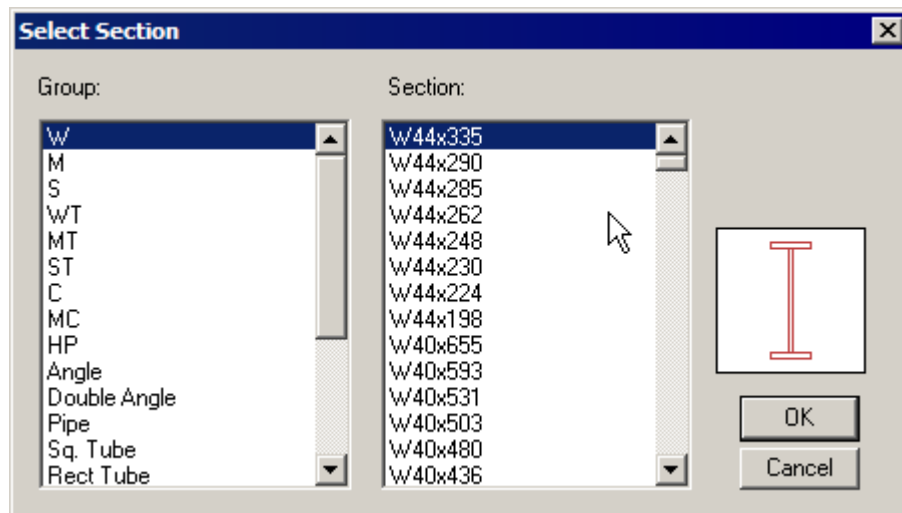 Select Section
Group:
Section:
W
M
S
WT
MT
ST
C
MC
HP
Angle
Double Angle
Pipe
Sq. Tube
Rect Tube
W44x335
W44x290
W44x285
W44x262
W44x248
W44x230
W44x224
W44x198
W40x655
W40x593
W40x531
W40x503
W40x480
W40x436
OK
Cancel